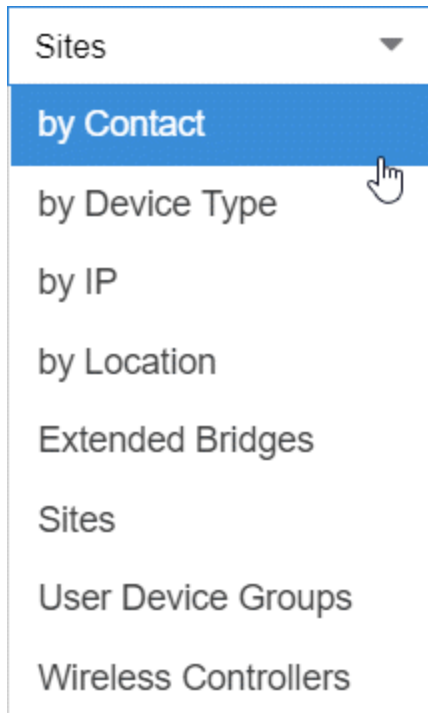 Sites
by Contact
by Device Type
by IP
by Location
Extended Bridges
Sites
User Device Groups
Wireless Controllers